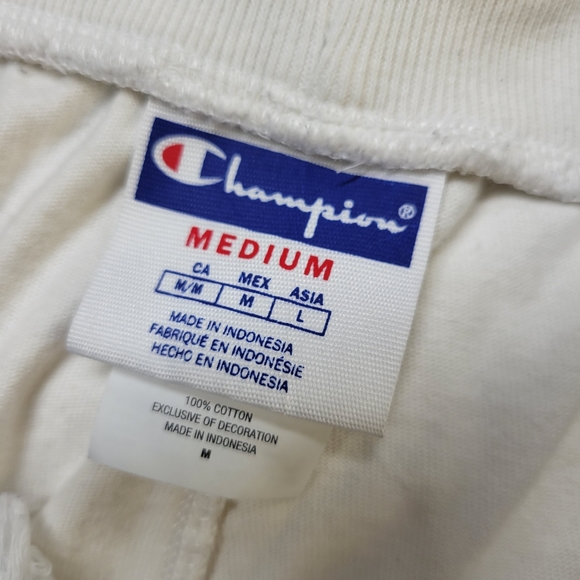 Champion®
MEDIUM
CA MEX ASIA
M/M M L
MADE IN INDONESIA
FABRIQUÉ EN INDONÉSIE
HECHO EN INDONESIA
100% COTTON
EXCLUSIVE OF DECORATION
MADE IN INDONESIA
M